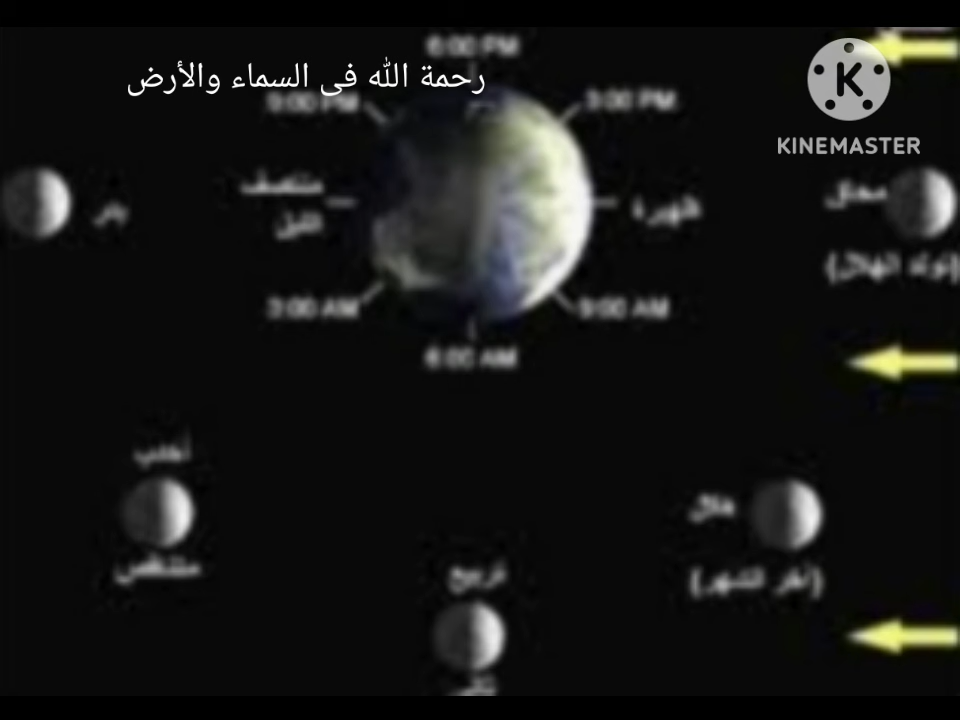 6:00 PM
رحمة الله فى السماء والأرض
9:00 PM
3:00 PM
KINEMASTER
منتصف
الليل
ظهيرة
محاق
بدر
(تولد الهلال)
3:00 AM
9:00 AM
6:00 AM
أحدب
متناقص
هلال
(آخر الشهر)
تربيع